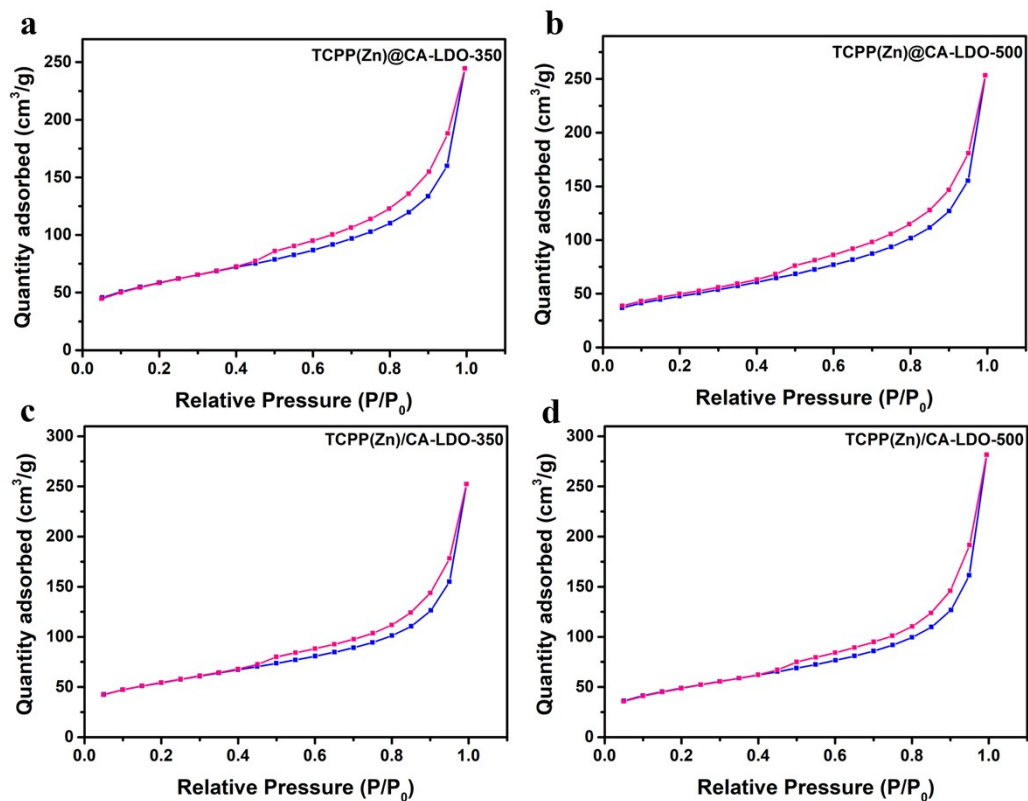 a
TCPP(Zn)@CA-LDO-350
250
200
150
100
50
0
Quantity adsorbed (cm³/g)
0.0 0.2 0.4 0.6 0.8 1.0
Relative Pressure (P/P₀)
b
TCPP(Zn)@CA-LDO-500
250
200
150
100
50
0
Quantity adsorbed (cm³/g)
0.0 0.2 0.4 0.6 0.8 1.0
Relative Pressure (P/P₀)
c
TCPP(Zn)/CA-LDO-350
300
250
200
150
100
50
0
Quantity adsorbed (cm³/g)
0.0 0.2 0.4 0.6 0.8 1.0
Relative Pressure (P/P₀)
d
TCPP(Zn)/CA-LDO-500
300
250
200
150
100
50
0
Quantity adsorbed (cm³/g)
0.0 0.2 0.4 0.6 0.8 1.0
Relative Pressure (P/P₀)